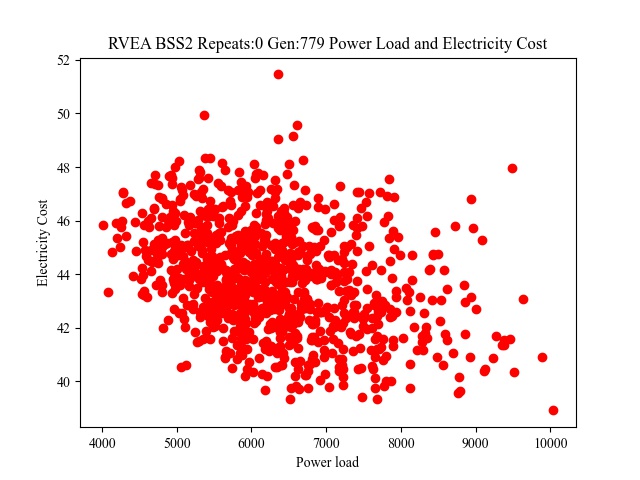 RVEA BSS2 Repeats:0 Gen:779 Power Load and Electricity Cost
52
50
48
46
44
42
40
Electricity Cost
4000 5000 6000 7000 8000 9000 10000
Power load